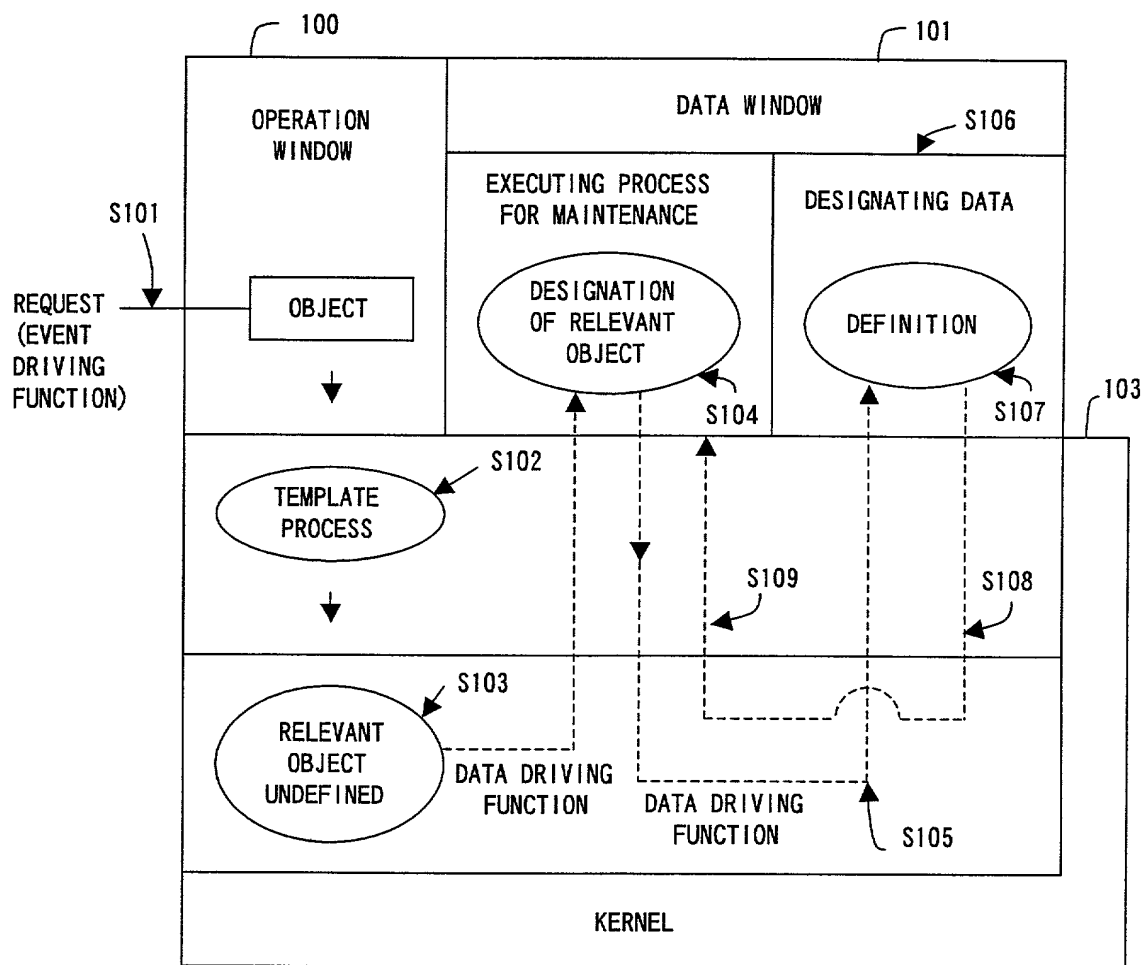 100
101
OPERATION
WINDOW
DATA WINDOW
S106
EXECUTING PROCESS
FOR MAINTENANCE
DESIGNATING DATA
S101
REQUEST
(EVENT
DRIVING
FUNCTION)
OBJECT
DESIGNATION
OF RELEVANT
OBJECT
DEFINITION
S104
S107
103
S102
TEMPLATE
PROCESS
S109
S108
S103
RELEVANT
OBJECT
UNDEFINED
DATA DRIVING
FUNCTION
DATA DRIVING
FUNCTION
S105
KERNEL